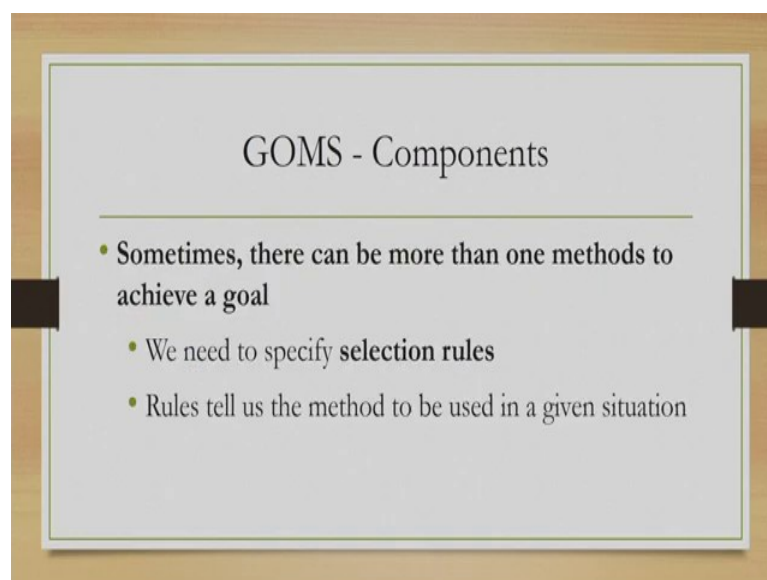 GOMS - Components
• Sometimes, there can be more than one methods to
achieve a goal
• We need to specify selection rules
• Rules tell us the method to be used in a given situation